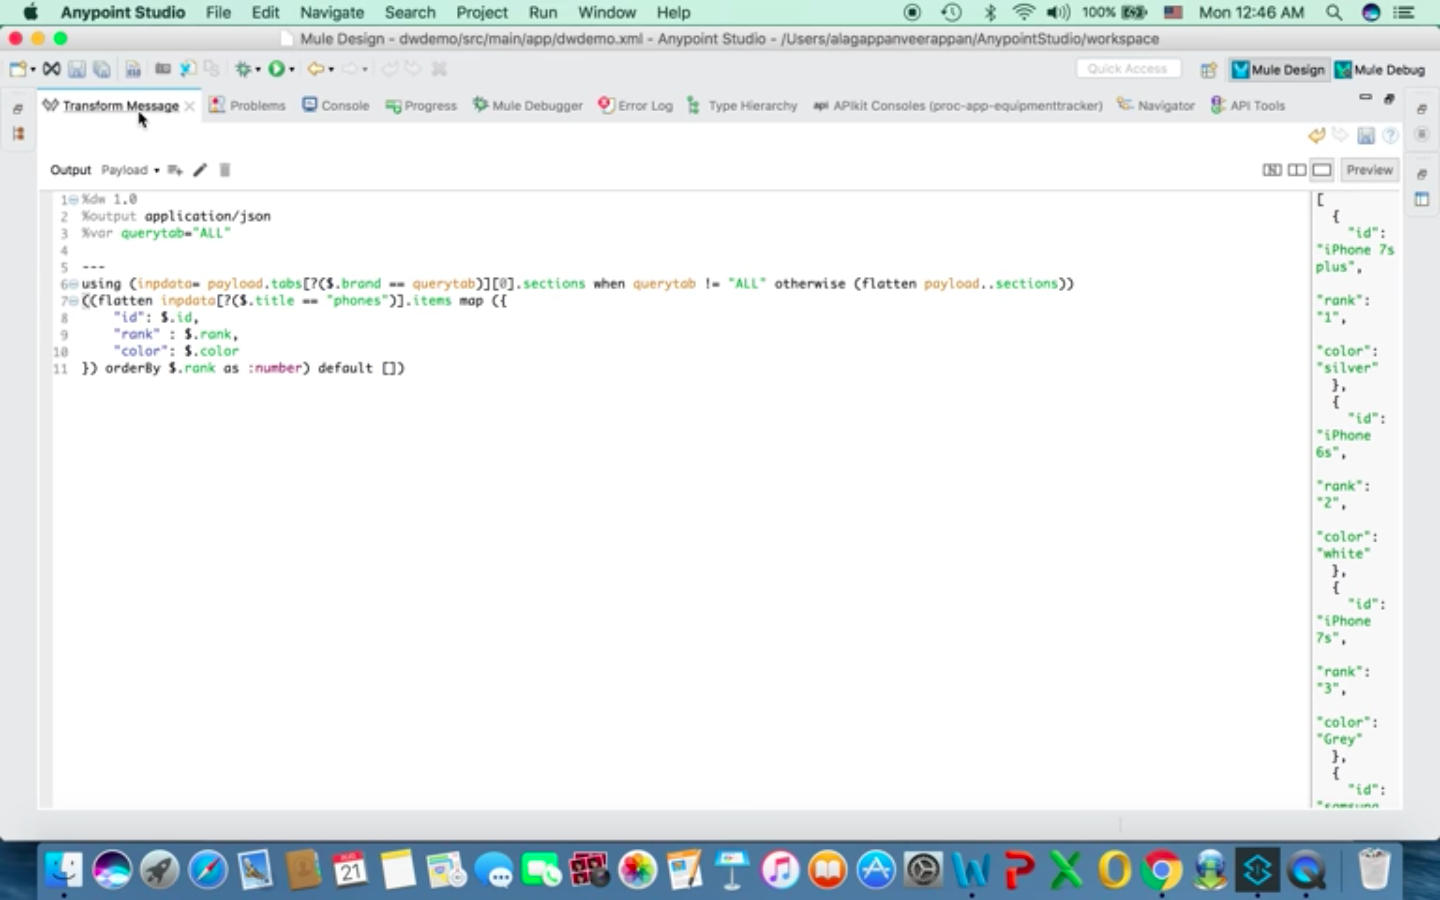 Anypoint Studio File Edit Navigate Search Project Run Window Help 100% Mon 12:46 AM
Mule Design - dwdemo/src/main/app/dwdemo.xml - Anypoint Studio - /Users/alagappanveerappan/AnypointStudio/workspace
Quick Access Mule Design Mule Debug
Transform Message Problems Console Progress Mule Debugger Error Log Type Hierarchy APIkit Consoles (proc-app-equipmenttracker) Navigator API Tools
Output Payload Preview
1 %dw 1.0
2 %output application/json
3 %var querytab="ALL"
4
5 ---
6 using (inpdata= payload.tabs[?($.brand == querytab)][0].sections when querytab != "ALL" otherwise (flatten payload..sections))
7 ((flatten inpdata[?($.title == "phones")].items map ({
8 "id": $.id,
9 "rank" : $.rank,
10 "color": $.color
11 }) orderBy $.rank as :number) default [])
[
{
"id":
"iPhone 7s
plus",
"rank":
"1",
"color":
"silver"
},
{
"id":
"iPhone
6s",
"rank":
"2",
"color":
"white"
},
{
"id":
"iPhone
7s",
"rank":
"3",
"color":
"Grey"
},
{
"id":
"samsung
AUG
21